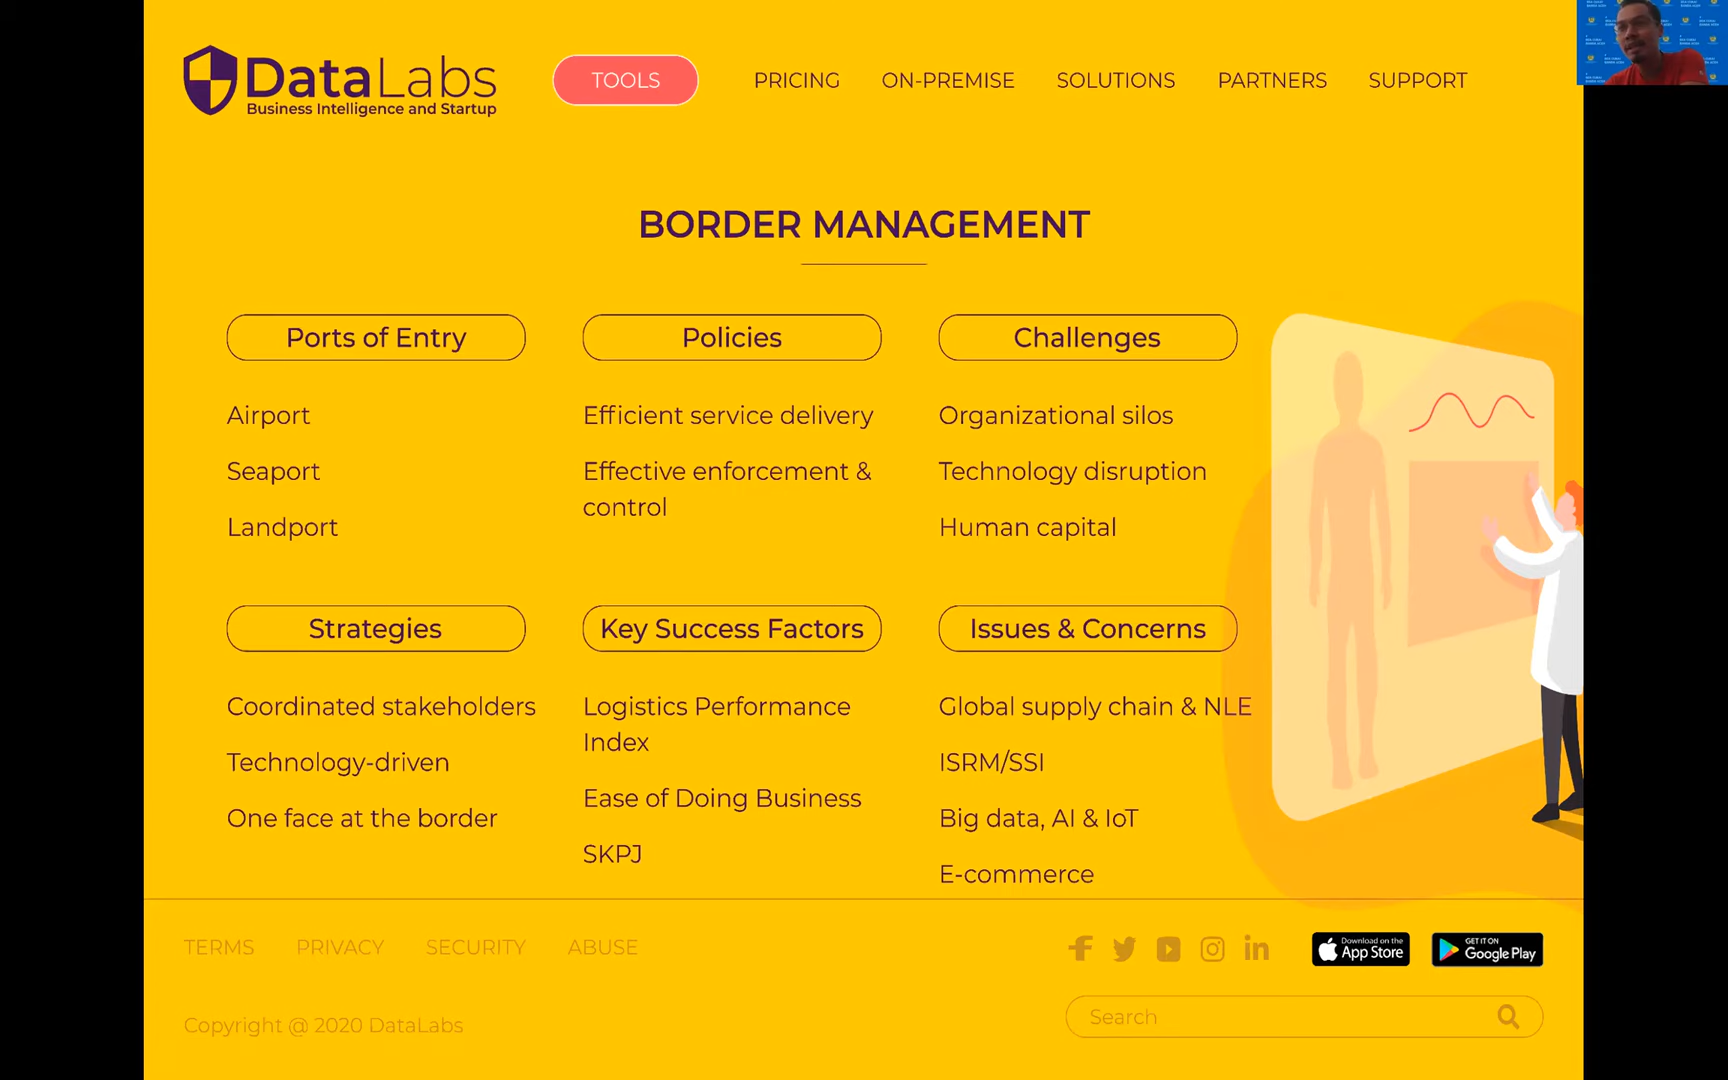 DataLabs
Business Intelligence and Startup
TOOLS
PRICING
ON-PREMISE
SOLUTIONS
PARTNERS
SUPPORT
BORDER MANAGEMENT
Ports of Entry
Airport
Seaport
Landport
Policies
Efficient service delivery
Effective enforcement &
control
Challenges
Organizational silos
Technology disruption
Human capital
Strategies
Coordinated stakeholders
Technology-driven
One face at the border
Key Success Factors
Logistics Performance
Index
Ease of Doing Business
SKPJ
Issues & Concerns
Global supply chain & NLE
ISRM/SSI
Big data, AI & IoT
E-commerce
TERMS
PRIVACY
SECURITY
ABUSE
Download on the
App Store
GET IT ON
Google Play
Copyright @ 2020 DataLabs
Search